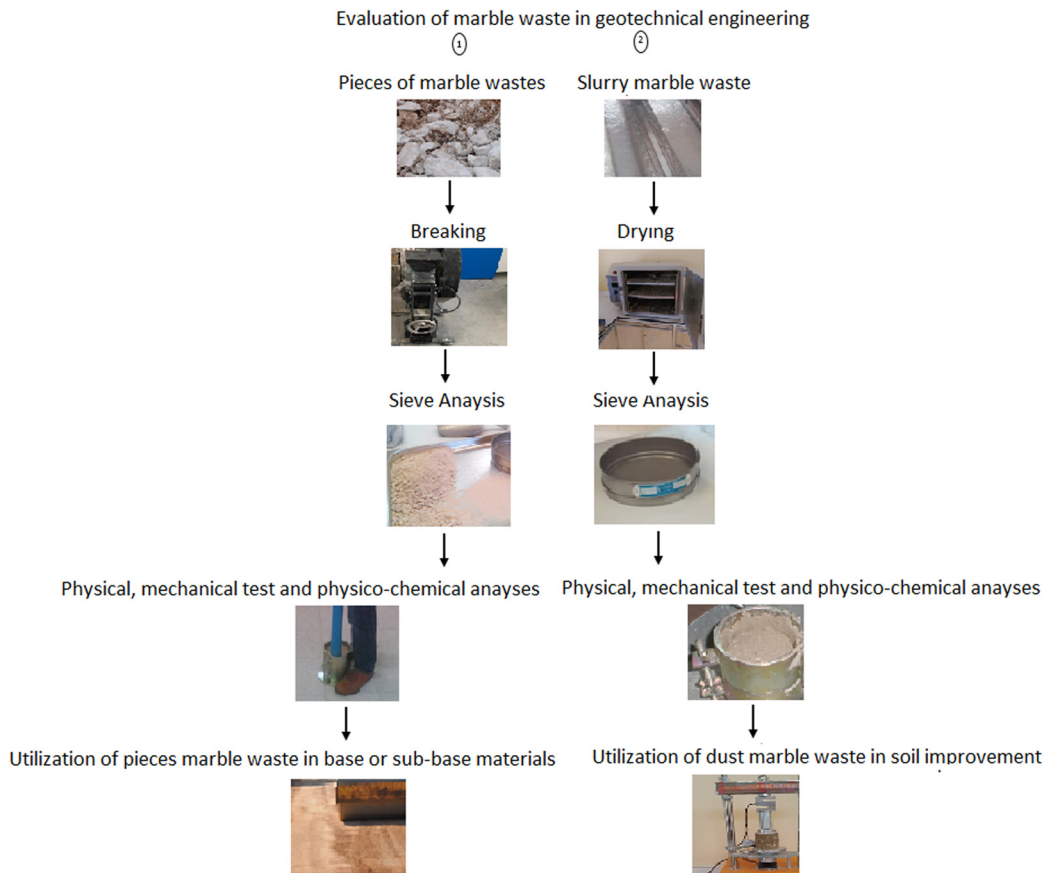 Evaluation of marble waste in geotechnical engineering
1
2
Pieces of marble wastes
Slurry marble waste
Breaking
Drying
Sieve Anaysis
Sieve Anaysis
Physical, mechanical test and physico-chemical anayses
Physical, mechanical test and physico-chemical anayses
Utilization of pieces marble waste in base or sub-base materials
Utilization of dust marble waste in soil improvement